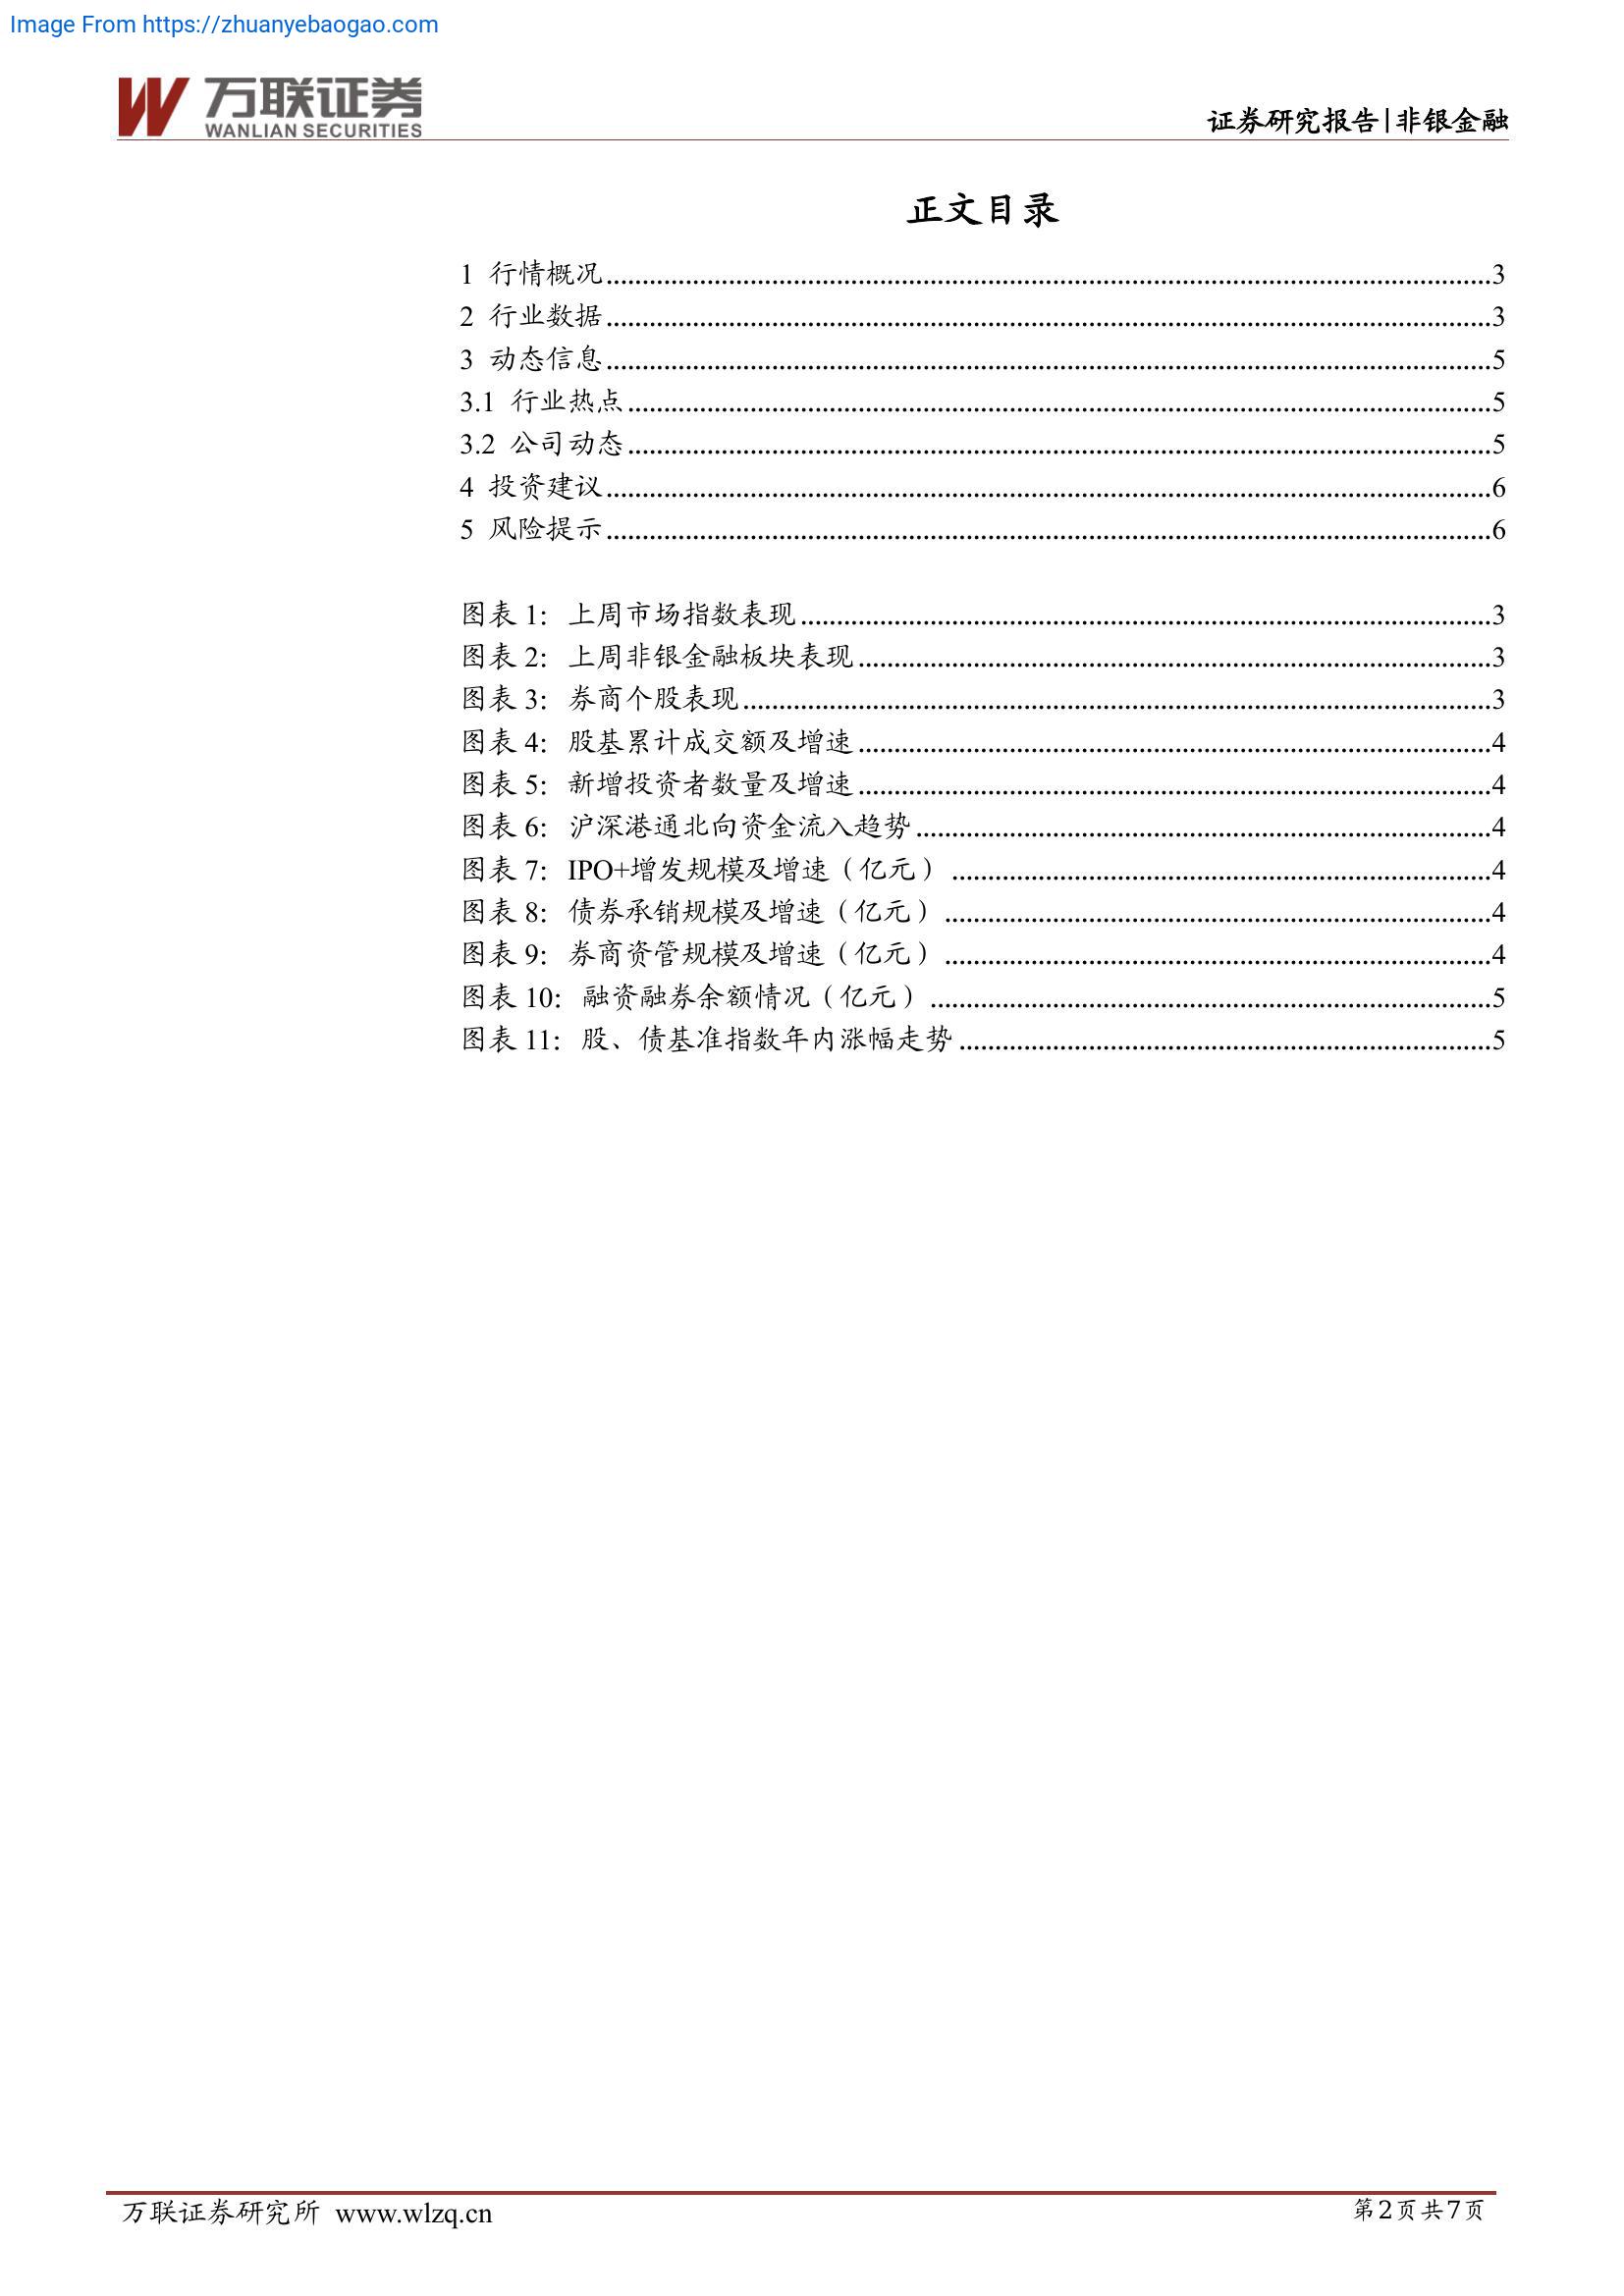 Image From https://zhuanyebaogao.com
万联证券
WANLIAN SECURITIES
证券研究报告|非银金融
正文目录
1 行情概况..........3
2 行业数据..........3
3 动态信息..........5
3.1 行业热点..........5
3.2 公司动态..........5
4 投资建议..........6
5 风险提示..........6
图表 1：上周市场指数表现..........3
图表 2：上周非银金融板块表现..........3
图表 3：券商个股表现..........3
图表 4：股基累计成交额及增速..........4
图表 5：新增投资者数量及增速..........4
图表 6：沪深港通北向资金流入趋势..........4
图表 7：IPO+增发规模及增速（亿元）..........4
图表 8：债券承销规模及增速（亿元）..........4
图表 9：券商资管规模及增速（亿元）..........4
图表 10：融资融券余额情况（亿元）..........5
图表 11：股、债基准指数年内涨幅走势..........5
万联证券研究所 www.wlzq.cn
第2页共7页